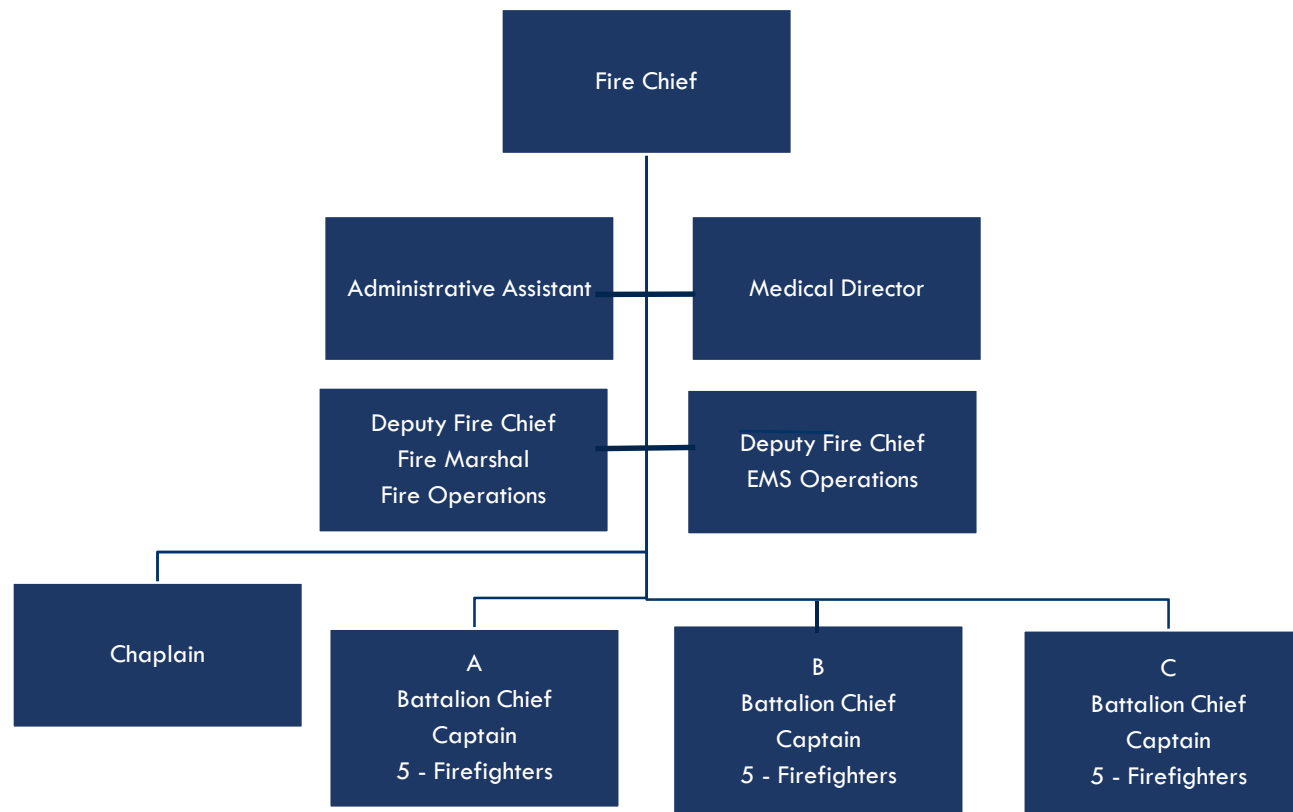 Fire Chief
Administrative Assistant
Medical Director
Deputy Fire Chief
Fire Marshal
Fire Operations
Deputy Fire Chief
EMS Operations
Chaplain
A
Battalion Chief
Captain
5 - Firefighters
B
Battalion Chief
Captain
5 - Firefighters
C
Battalion Chief
Captain
5 - Firefighters